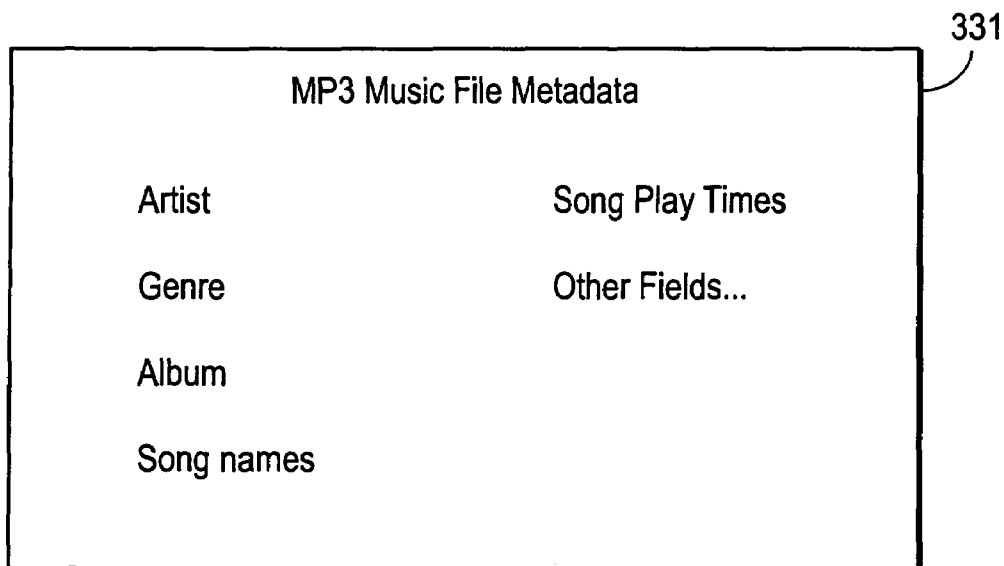 331
MP3 Music File Metadata
Artist
Song Play Times
Genre
Other Fields...
Album
Song names